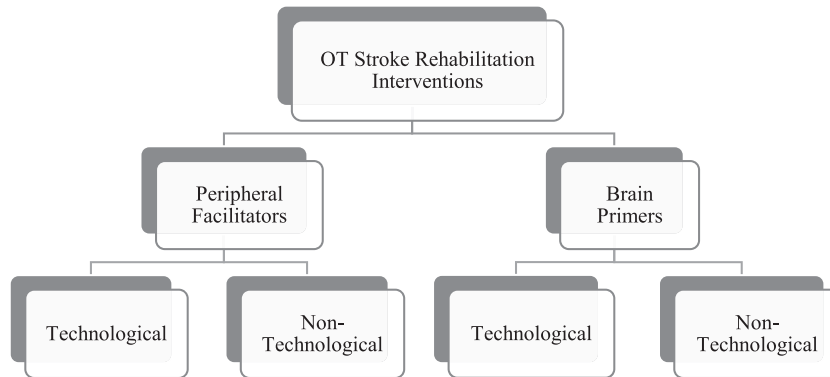 OT Stroke Rehabilitation
Interventions
Peripheral
Facilitators
Brain
Primers
Technological
Non-
Technological
Technological
Non-
Technological